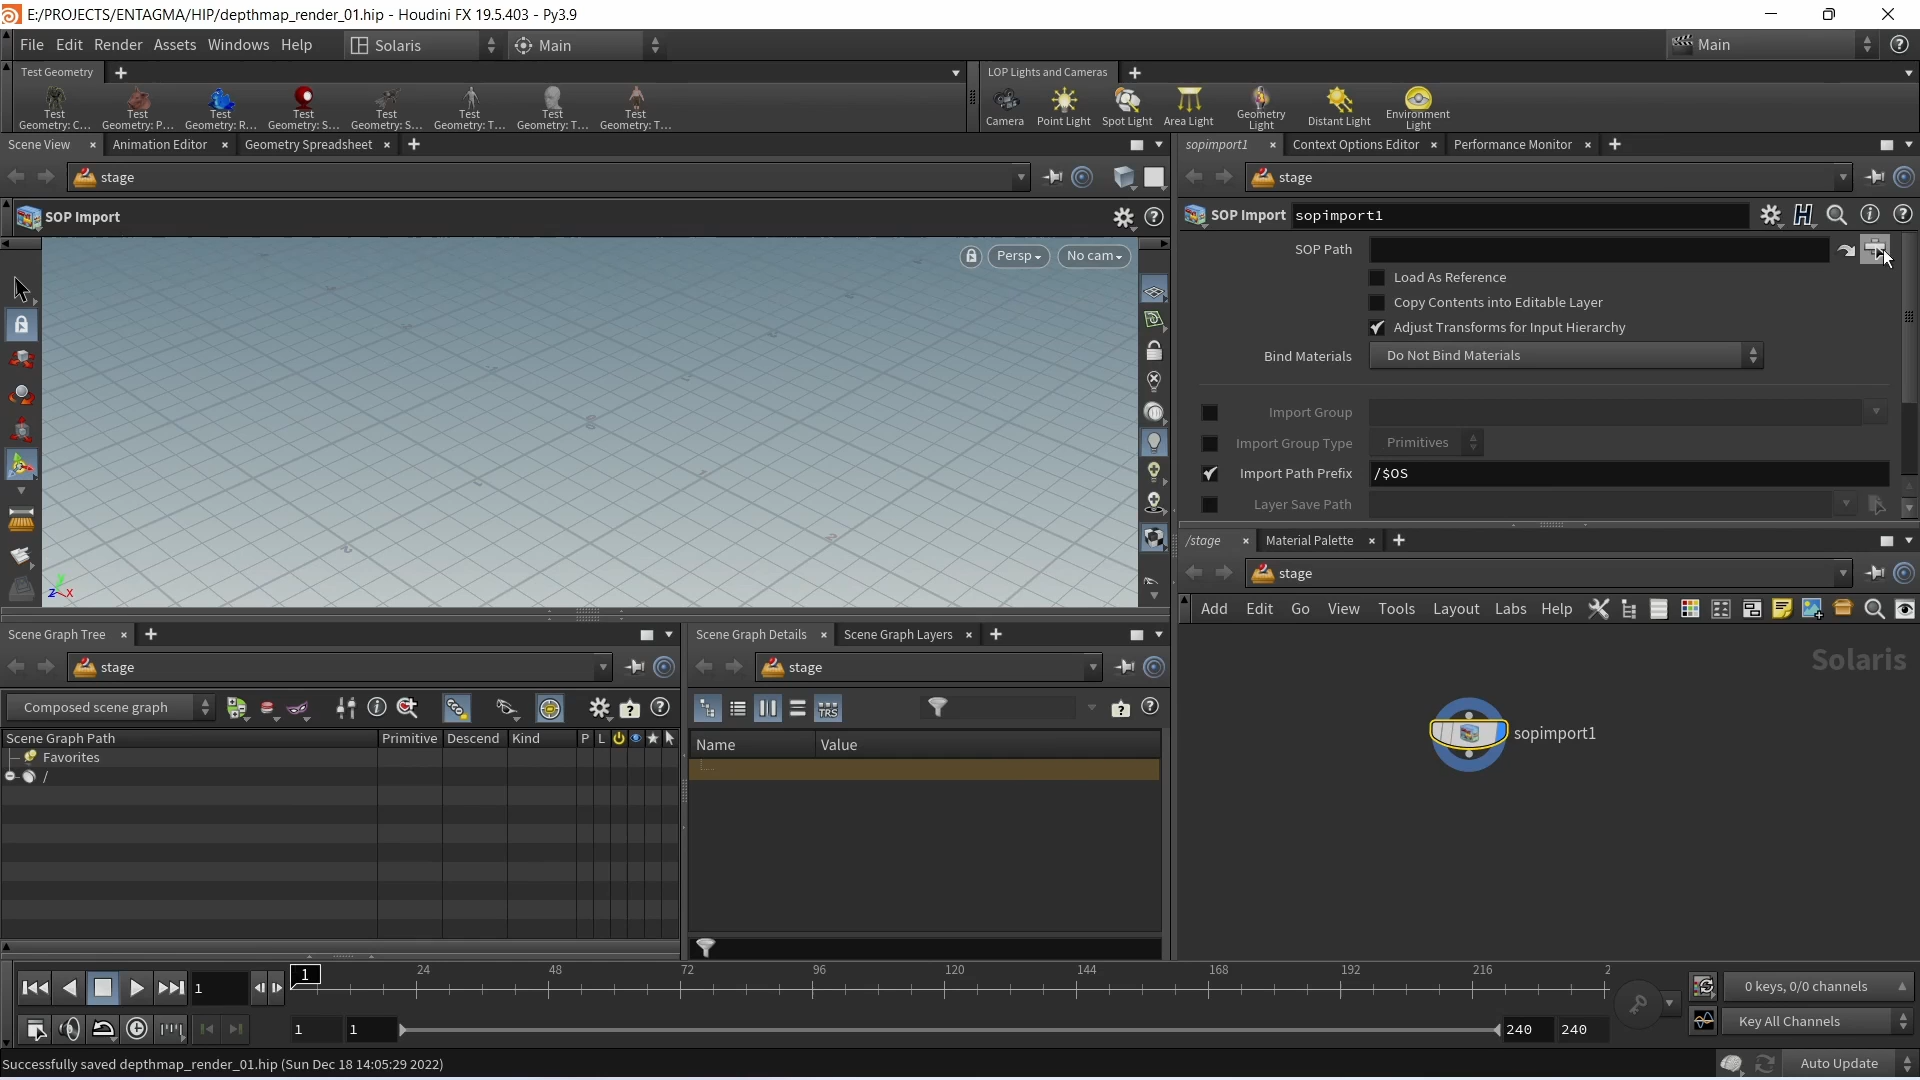 E:/PROJECTS/ENTAGMA/HIP/depthmap_render_01.hip - Houdini FX 19.5.403 - Py3.9
File Edit Render Assets Windows Help Solaris Main Main
Test Geometry LOP Lights and Cameras
Test Geometry: C... Test Geometry: P... Test Geometry: R... Test Geometry: S... Test Geometry: S... Test Geometry: T... Test Geometry: T... Test Geometry: T...
Camera Point Light Spot Light Area Light Geometry Light Distant Light Environment Light
Scene View Animation Editor Geometry Spreadsheet
stage
SOP Import
Persp No cam
sopimport1 Context Options Editor Performance Monitor
stage
SOP Import sopimport1
SOP Path
Load As Reference
Copy Contents into Editable Layer
Adjust Transforms for Input Hierarchy
Bind Materials Do Not Bind Materials
Import Group
Import Group Type Primitives
Import Path Prefix /$OS
Layer Save Path
/stage Material Palette
stage
Add Edit Go View Tools Layout Labs Help
Solaris
sopimport1
z x
Scene Graph Tree
stage
Composed scene graph
Scene Graph Path Primitive Descend Kind P L
Favorites
/
Scene Graph Details Scene Graph Layers
stage
TRS
Name Value
1 1 24 48 72 96 120 144 168 192 216 2
0 keys, 0/0 channels
1 1 240 240 Key All Channels
Successfully saved depthmap_render_01.hip (Sun Dec 18 14:05:29 2022) Auto Update